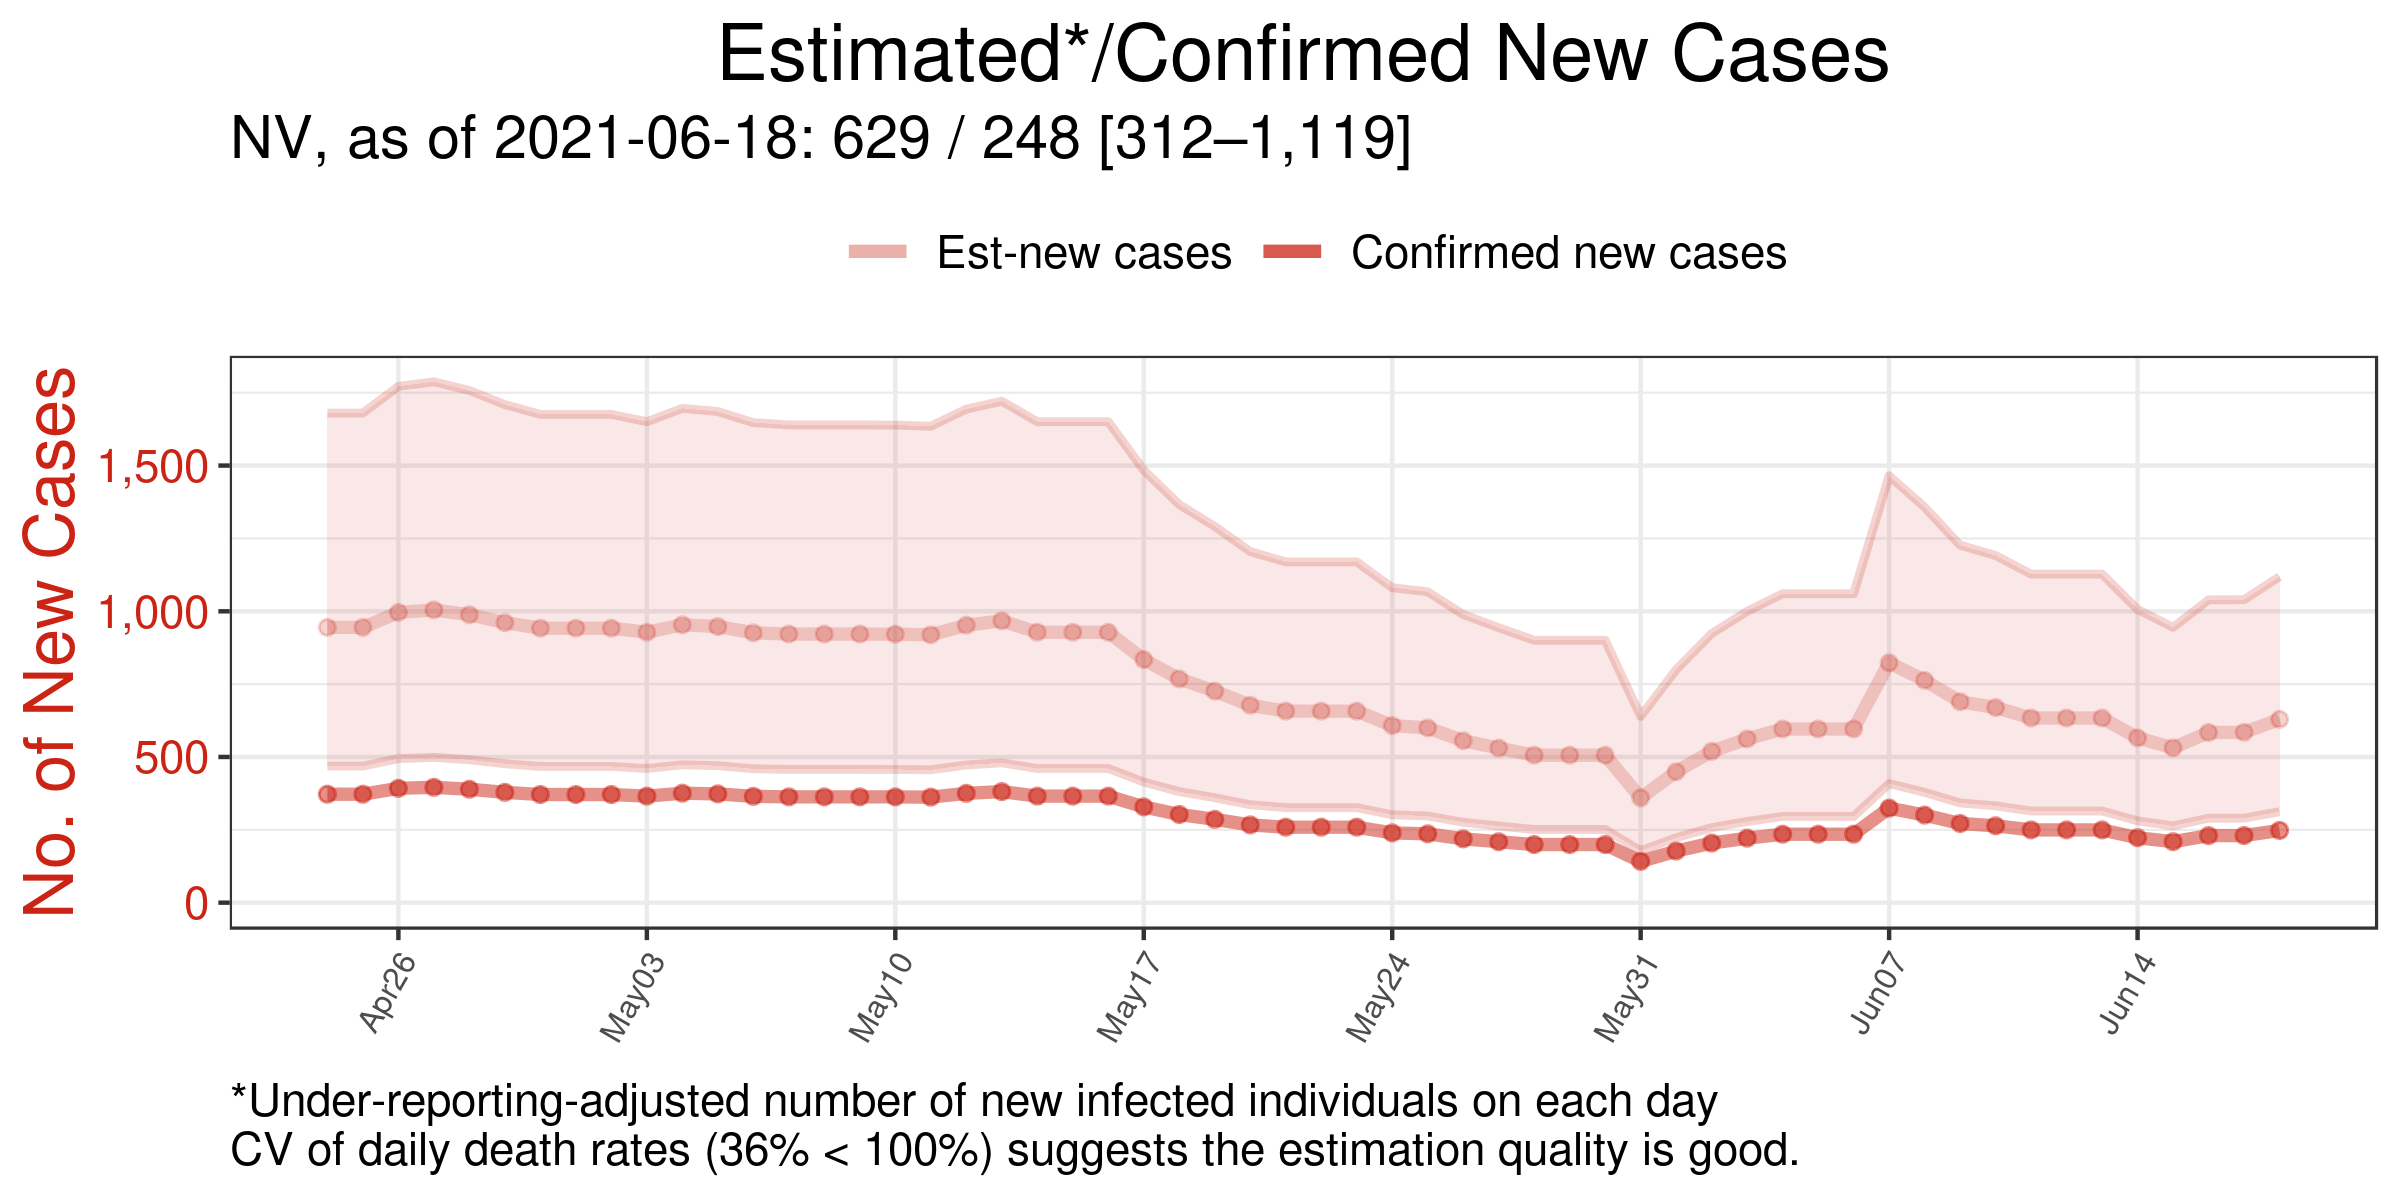 Estimated*/Confirmed New Cases
NV, as of 2021-06-18: 629 / 248 [312–1,119]
Est-new cases
Confirmed new cases
No. of New Cases
1,500
1,000
500
0
Apr26
May03
May10
May17
May24
May31
Jun07
Jun14
*Under-reporting-adjusted number of new infected individuals on each day
CV of daily death rates (36% < 100%) suggests the estimation quality is good.